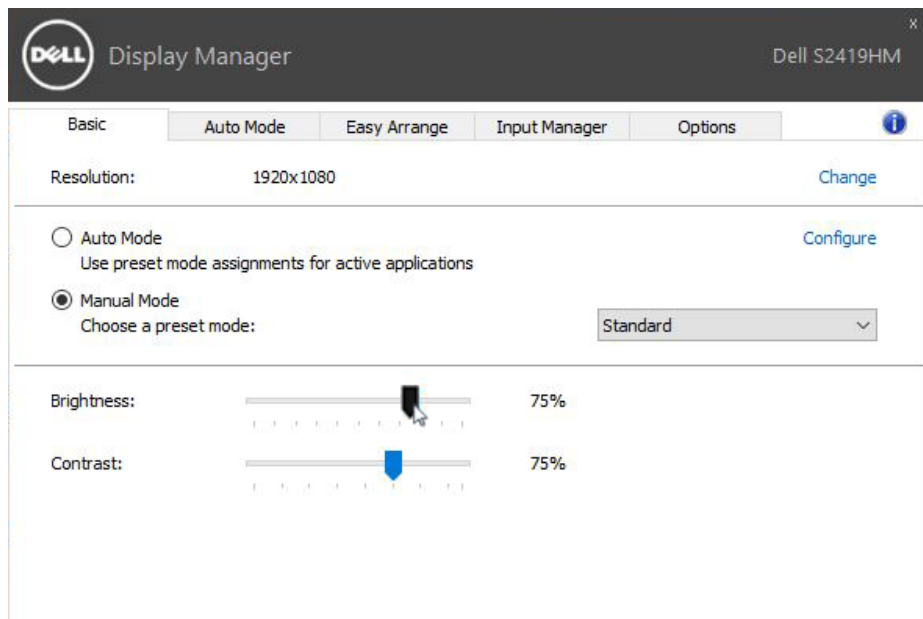 x
DELL Display Manager Dell S2419HM
Basic Auto Mode Easy Arrange Input Manager Options i
Resolution: 1920x1080 Change
Auto Mode Configure
Use preset mode assignments for active applications
Manual Mode
Choose a preset mode: Standard
Brightness: 75%
Contrast: 75%